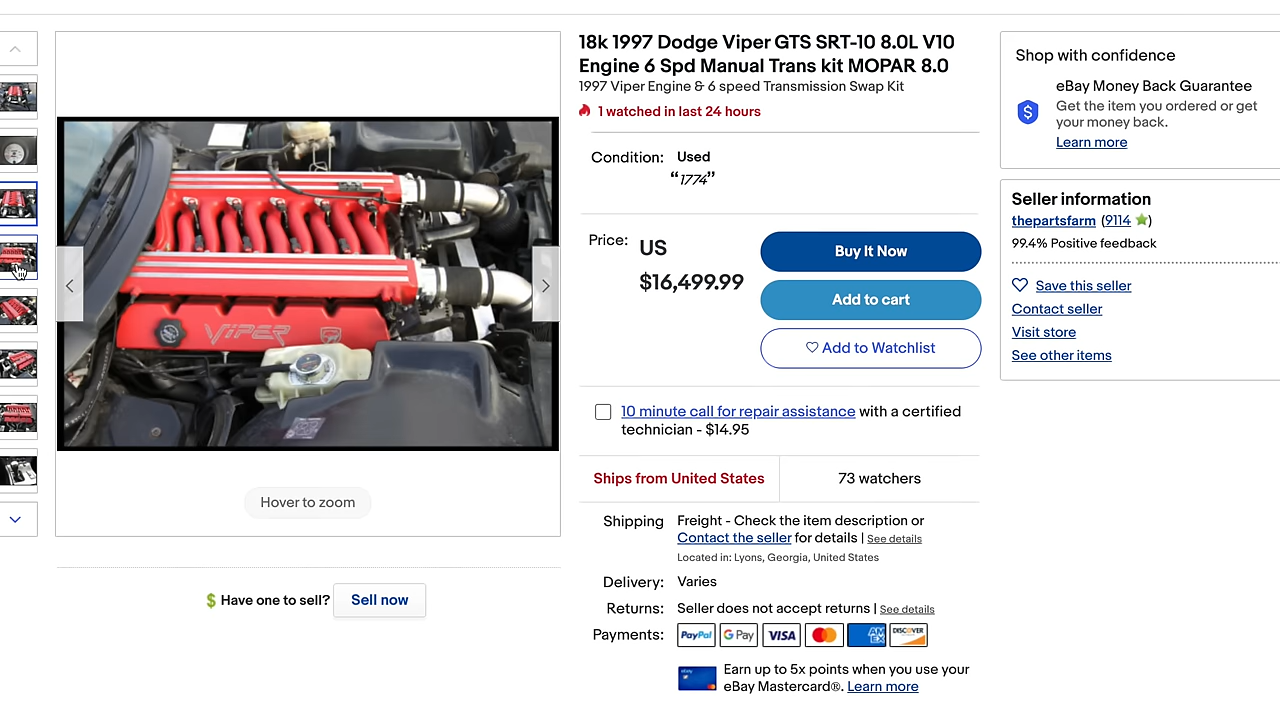 18k 1997 Dodge Viper GTS SRT-10 8.0L V10
Engine 6 Spd Manual Trans kit MOPAR 8.0
1997 Viper Engine & 6 speed Transmission Swap Kit
1 watched in last 24 hours
Condition: Used
“1774”
Price: US
$16,499.99
Buy It Now
Add to cart
Add to Watchlist
10 minute call for repair assistance with a certified
technician - $14.95
Ships from United States
73 watchers
Shipping Freight - Check the item description or
Contact the seller for details | See details
Located in: Lyons, Georgia, United States
Delivery: Varies
Returns: Seller does not accept returns | See details
Payments: PayPal G Pay VISA AMEX DISCOVER
Earn up to 5x points when you use your
eBay Mastercard®. Learn more
VIPER
Hover to zoom
Have one to sell? Sell now
Shop with confidence
eBay Money Back Guarantee
Get the item you ordered or get
your money back.
Learn more
Seller information
thepartsfarm (9114)
99.4% Positive feedback
Save this seller
Contact seller
Visit store
See other items